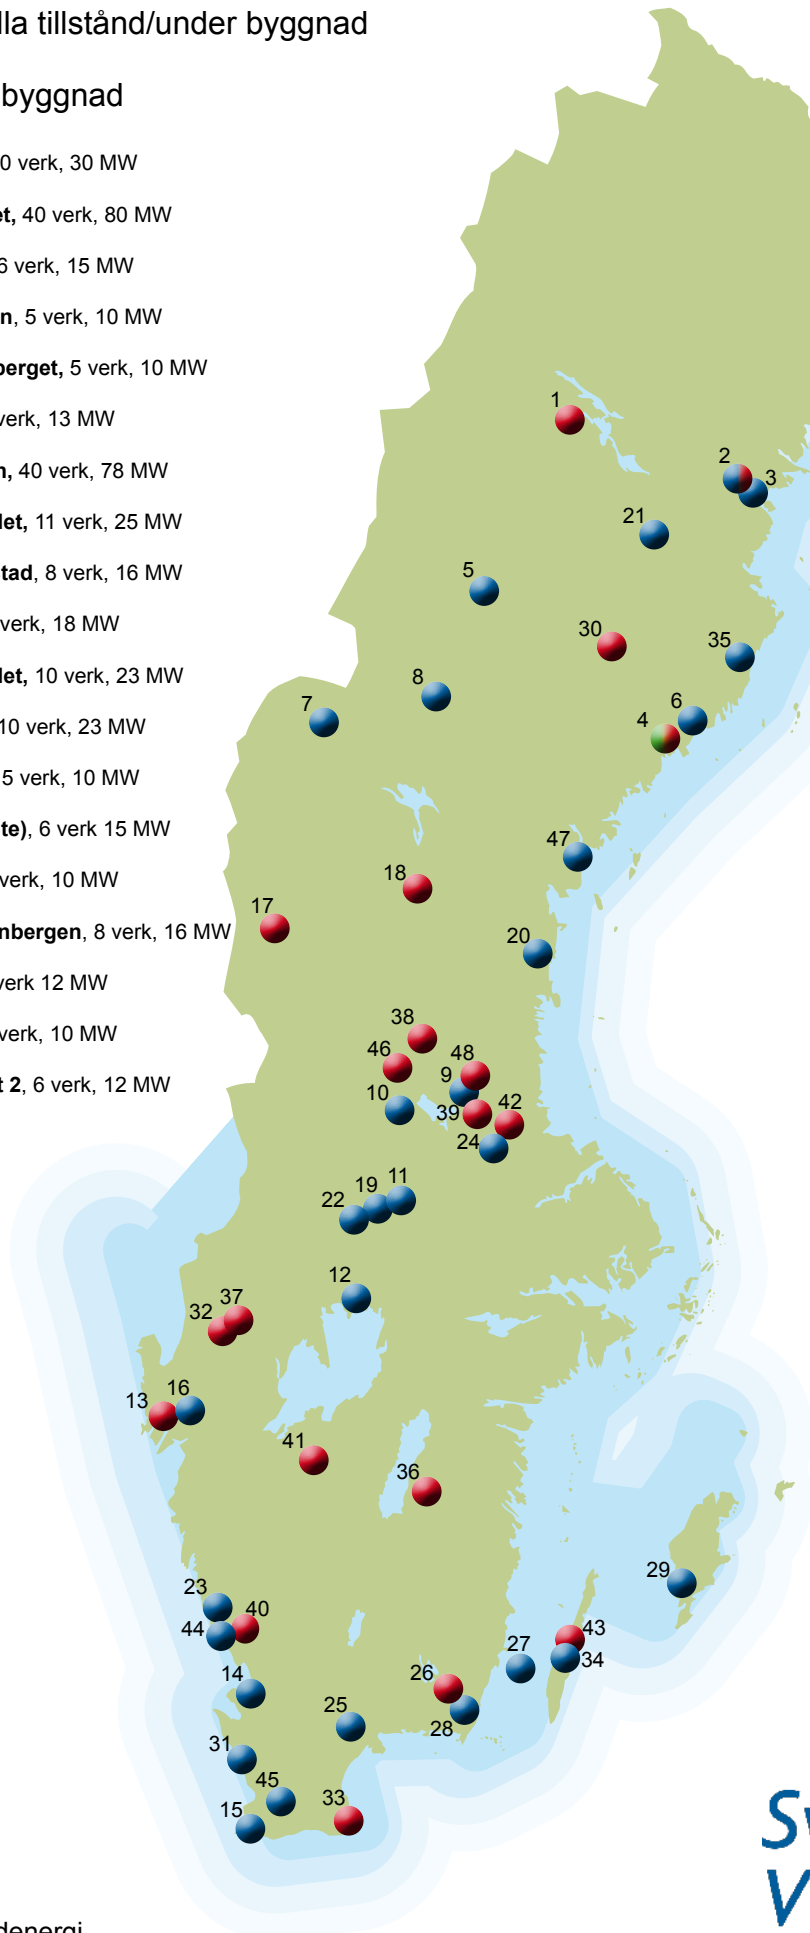 lla tillstånd/under byggnad
byggnad
0 verk, 30 MW
et, 40 verk, 80 MW
6 verk, 15 MW
n, 5 verk, 10 MW
berget, 5 verk, 10 MW
verk, 13 MW
n, 40 verk, 78 MW
det, 11 verk, 25 MW
stad, 8 verk, 16 MW
verk, 18 MW
det, 10 verk, 23 MW
10 verk, 23 MW
5 verk, 10 MW
te), 6 verk 15 MW
verk, 10 MW
nbergen, 8 verk, 16 MW
verk 12 MW
verk, 10 MW
t 2, 6 verk, 12 MW
1
2
3
21
5
30
35
8
7
6
4
47
18
17
20
38
46
48
9
10
39
42
24
11
19
22
12
37
32
16
13
41
36
29
23
40
44
43
27
34
26
14
28
25
31
45
33
15
Sv
V
denergi